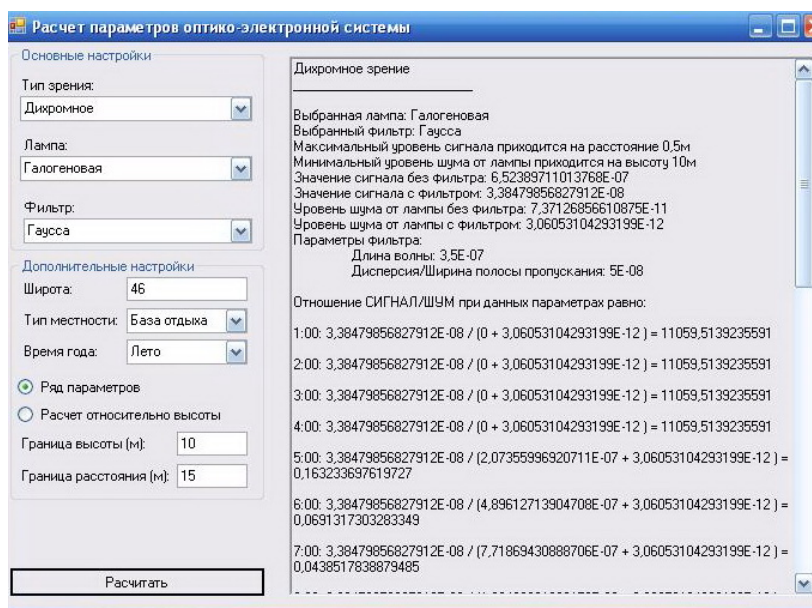 Расчет параметров оптико-электронной системы
Основные настройки
Тип зрения:
Дихромное
Лампа:
Галогеновая
Фильтр:
Гаусса
Дополнительные настройки
Широта: 46
Тип местности: База отдыха
Время года: Лето
Ряд параметров
Расчет относительно высоты
Граница высоты (м): 10
Граница расстояния (м): 15
Расчитать
Дихромное зрение
Выбранная лампа: Галогеновая
Выбранный фильтр: Гаусса
Максимальный уровень сигнала приходится на расстояние 0,5м
Минимальный уровень шума от лампы приходится на высоту 10м
Значение сигнала без фильтра: 6,52389711013768E-07
Значение сигнала с фильтром: 3,38479856827912E-08
Уровень шума от лампы без фильтра: 7,37126856610875E-11
Уровень шума от лампы с фильтром: 3,06053104293199E-12
Параметры фильтра:
Длина волны: 3,5E-07
Дисперсия/Ширина полосы пропускания: 5E-08
Отношение СИГНАЛ/ШУМ при данных параметрах равно:
1:00: 3,38479856827912E-08 / (0 + 3,06053104293199E-12 ) = 11059,5139235591
2:00: 3,38479856827912E-08 / (0 + 3,06053104293199E-12 ) = 11059,5139235591
3:00: 3,38479856827912E-08 / (0 + 3,06053104293199E-12 ) = 11059,5139235591
4:00: 3,38479856827912E-08 / (0 + 3,06053104293199E-12 ) = 11059,5139235591
5:00: 3,38479856827912E-08 / (2,07355996920711E-07 + 3,06053104293199E-12 ) =
0,163233697619727
6:00: 3,38479856827912E-08 / (4,89612713904708E-07 + 3,06053104293199E-12 ) =
0,0691317303283349
7:00: 3,38479856827912E-08 / (7,71869430888706E-07 + 3,06053104293199E-12 ) =
0,0438517838879485